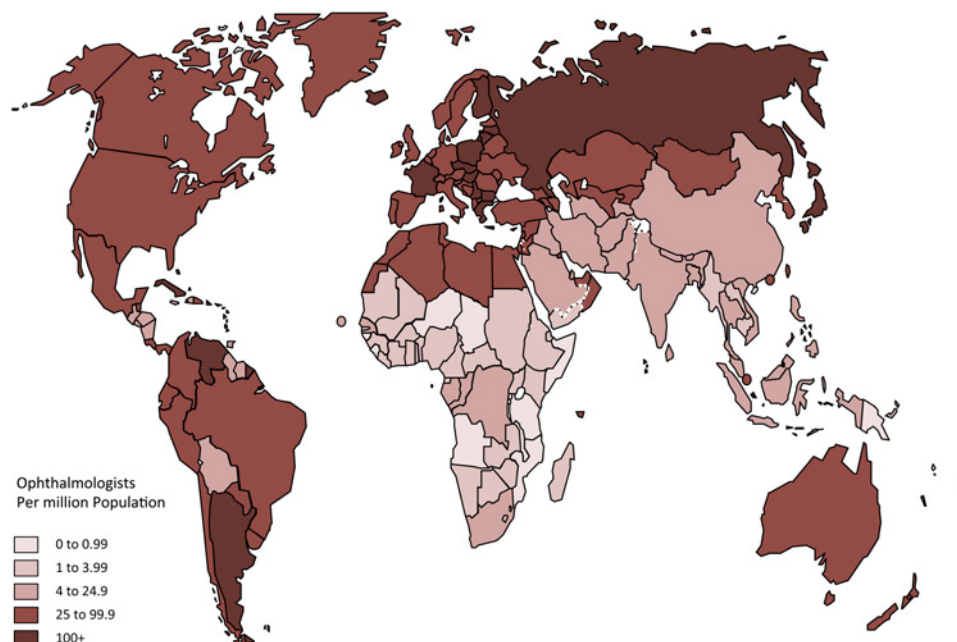 Ophthalmologists
Per million Population
0 to 0.99
1 to 3.99
4 to 24.9
25 to 99.9
100+